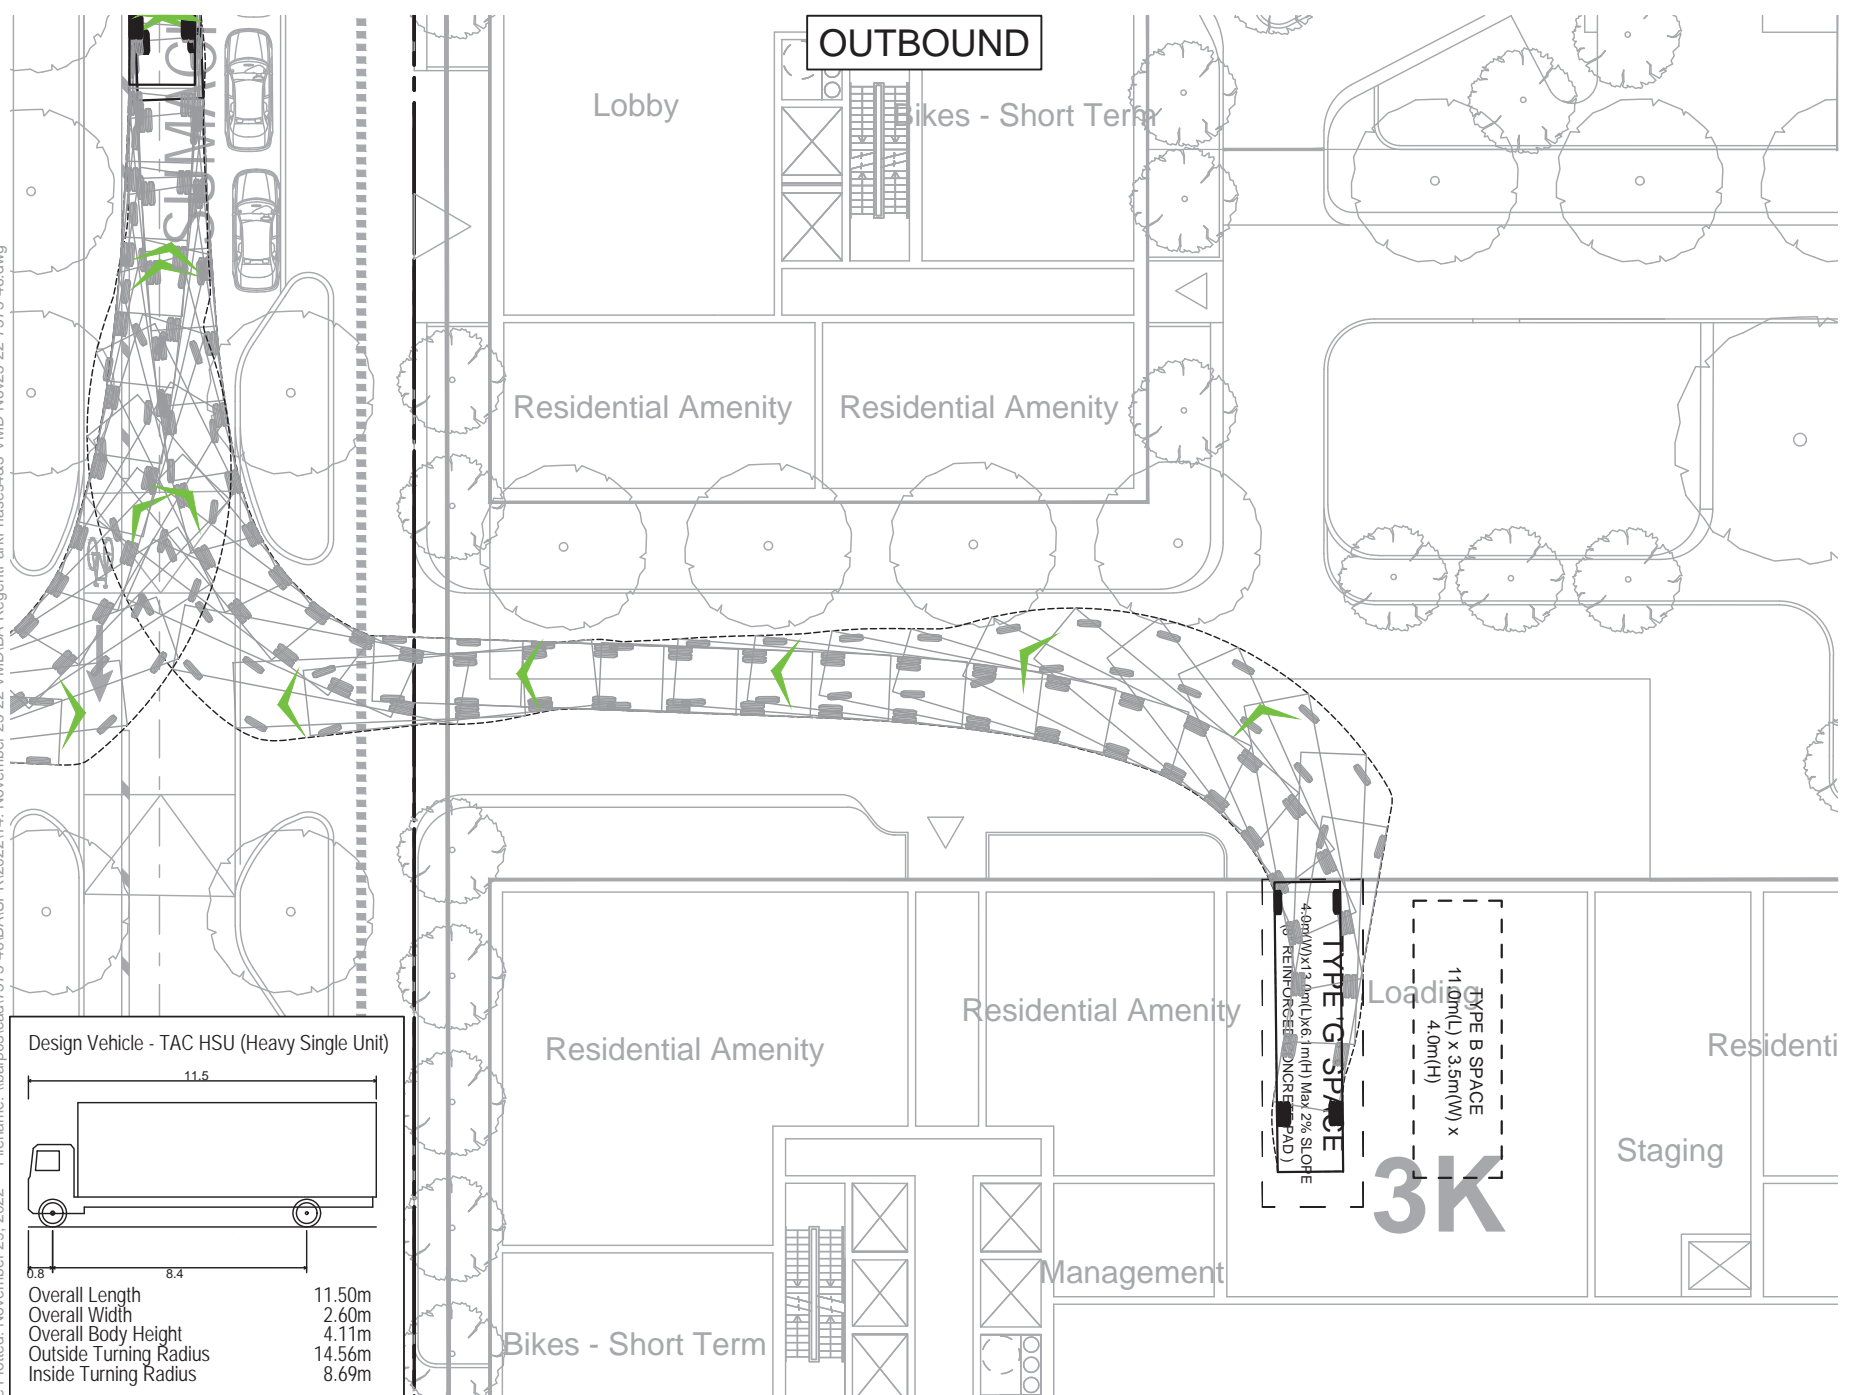 OUTBOUND
SUMACH
Lobby
Bikes - Short Term
Residential Amenity
Residential Amenity
Residential Amenity
Residential Amenity
TYPE 'G' SPACE
4.0m(W)x13.0m(L)x6.1m(H) Max 2% SLOPE
Loading
TYPE B SPACE
11.0m(L) x 3.5m(W) x
4.0m(H)
3K
Staging
Residenti
Management
Bikes - Short Term
Design Vehicle - TAC HSU (Heavy Single Unit)
11.5
0.8
8.4
Overall Length 11.50m
Overall Width 2.60m
Overall Body Height 4.11m
Outside Turning Radius 14.56m
Inside Turning Radius 8.69m